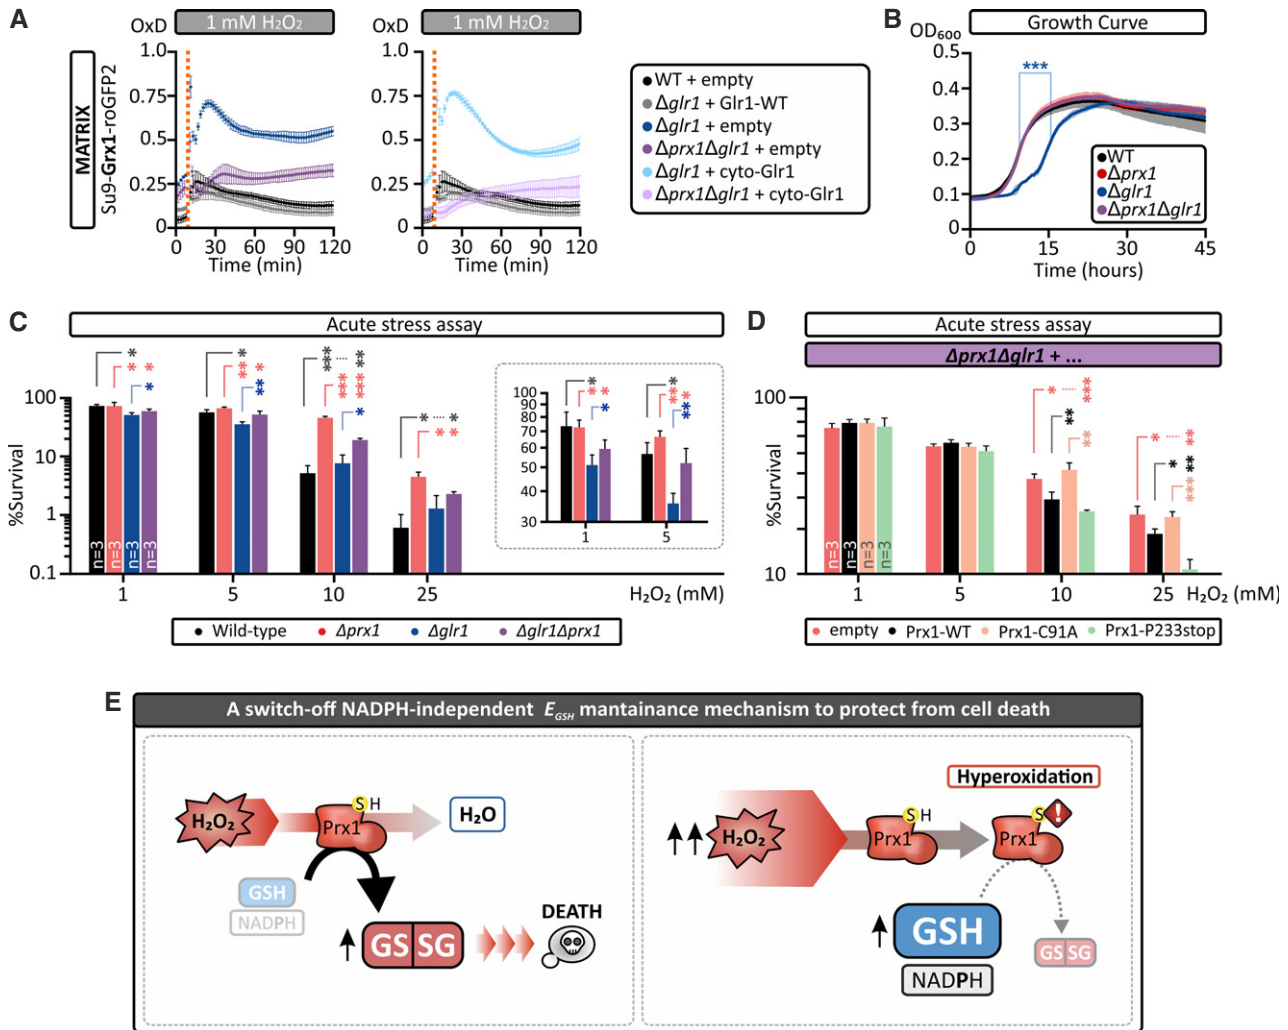 A
OxD
1 mM H₂O₂
OxD
1 mM H₂O₂
MATRIX
Su9-Grx1-roGFP2
1.0
0.75
0.5
0.25
0
0 30 60 90 120
Time (min)
1.0
0.75
0.5
0.25
0
0 30 60 90 120
Time (min)
WT + empty
Δglr1 + Glr1-WT
Δglr1 + empty
Δprx1Δglr1 + empty
Δglr1 + cyto-Glr1
Δprx1Δglr1 + cyto-Glr1
B
Growth Curve
OD₆₀₀
0.5
0.4
0.3
0.2
0.1
0
***
WT
Δprx1
Δglr1
Δprx1Δglr1
0 15 30 45
Time (hours)
C
Acute stress assay
%Survival
100
10
1
0.1
* * * *
* *** * ***
*** *** **** *** *
* * * *
n=3 n=3 n=3 n=3
1 5 10 25
H₂O₂ (mM)
100
90
80
70
60
50
40
30
1 5
Wild-type Δprx1 Δglr1 Δglr1Δprx1
D
Acute stress assay
Δprx1Δglr1 + ...
%Survival
100
10
n=3 n=3 n=3 n=3
1 5 10 25 H₂O₂ (mM)
empty Prx1-WT Prx1-C91A Prx1-P233stop
E
A switch-off NADPH-independent E_GSH mantainance mechanism to protect from cell death
H₂O₂
S H
Prx1
H₂O
GSH
NADPH
GS SG
DEATH
Hyperoxidation
H₂O₂
S H
Prx1
S !
Prx1
GSH
NADPH
GS SG